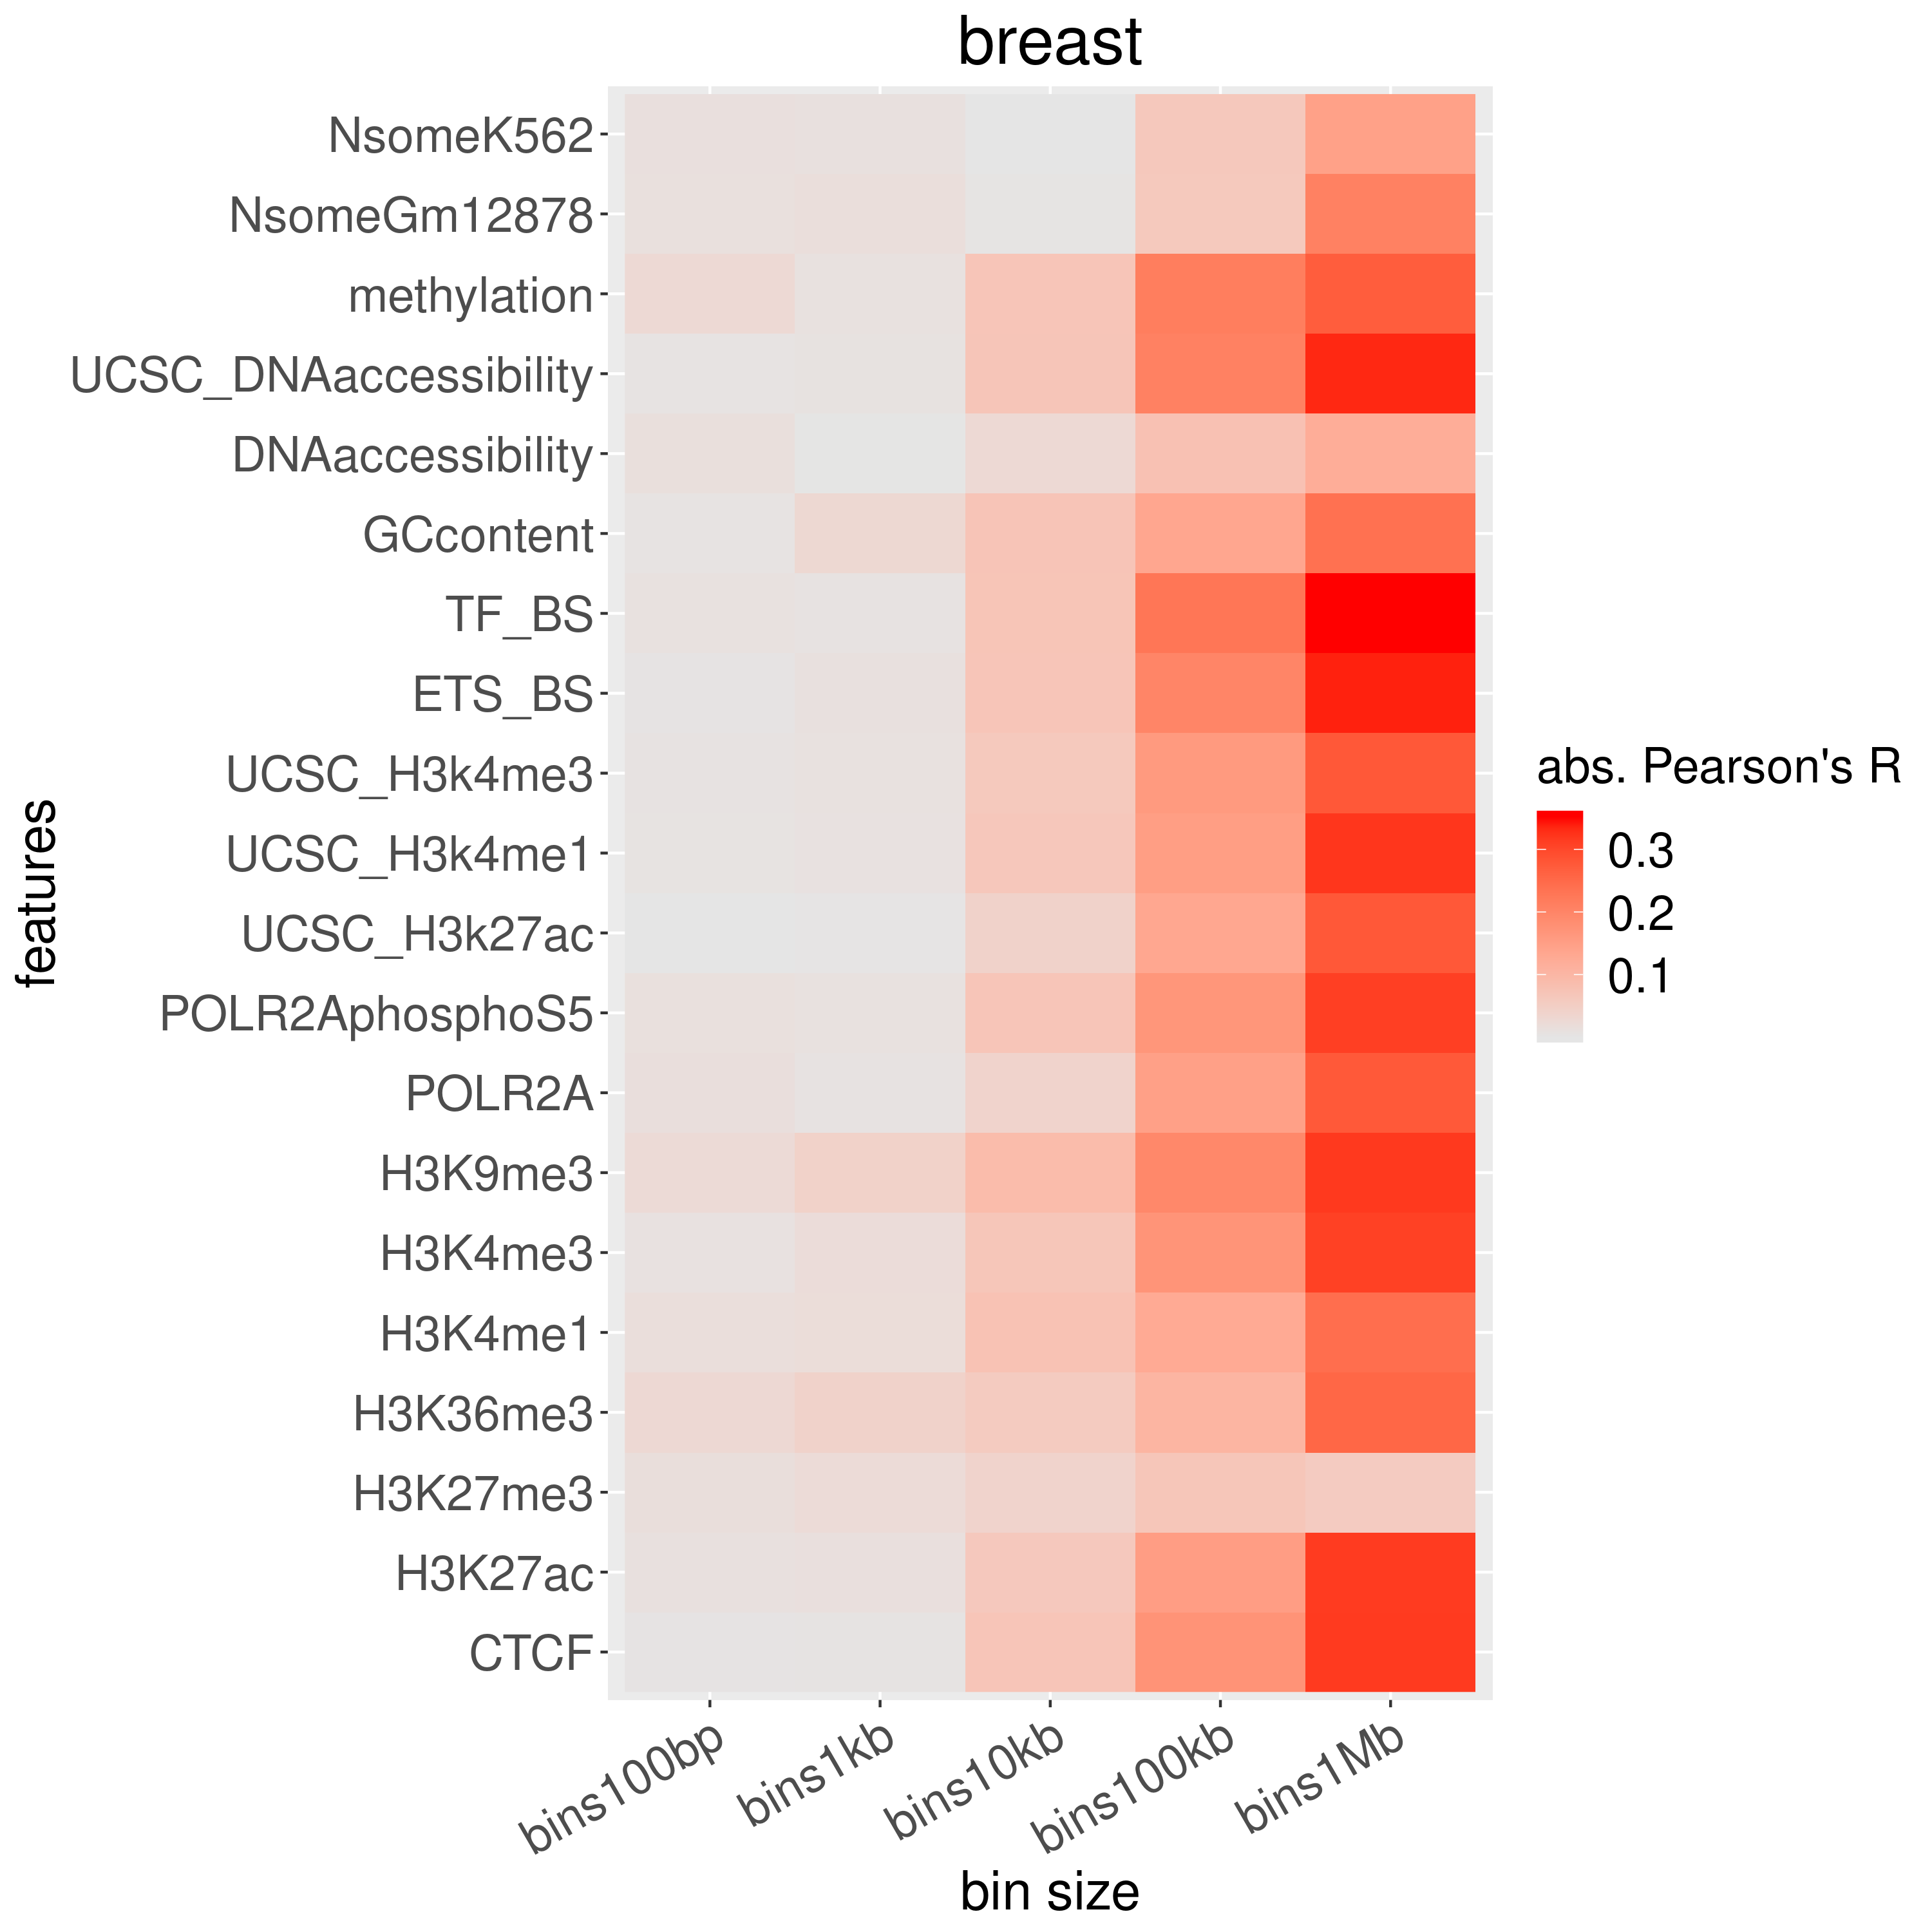 breast
features
NsomeK562
NsomeGm12878
methylation
UCSC_DNAaccessibility
DNAaccessibility
GCcontent
TF_BS
ETS_BS
UCSC_H3k4me3
UCSC_H3k4me1
UCSC_H3k27ac
POLR2AphosphoS5
POLR2A
H3K9me3
H3K4me3
H3K4me1
H3K36me3
H3K27me3
H3K27ac
CTCF
bins100bp
bins1kb
bins10kb
bins100kb
bins1Mb
bin size
abs. Pearson's R
0.3
0.2
0.1